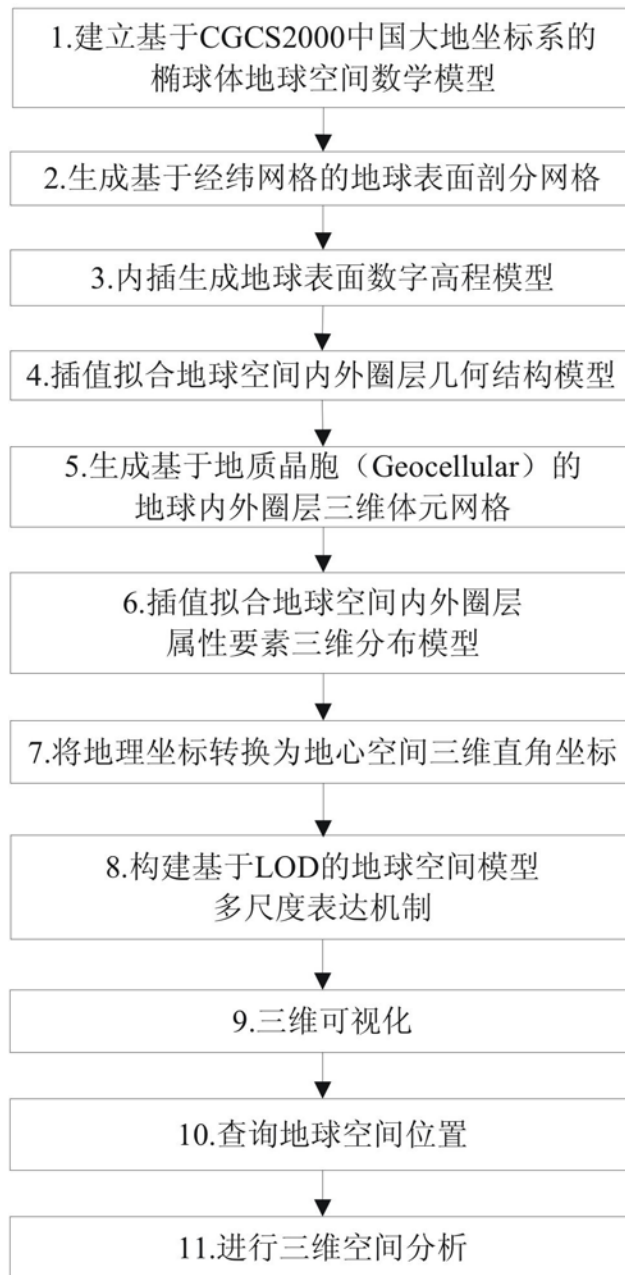 1.建立基于CGCS2000中国大地坐标系的
椭球体地球空间数学模型
2.生成基于经纬网格的地球表面剖分网格
3.内插生成地球表面数字高程模型
4.插值拟合地球空间内外圈层几何结构模型
5.生成基于地质晶胞（Geocellular）的
地球内外圈层三维体元网格
6.插值拟合地球空间内外圈层
属性要素三维分布模型
7.将地理坐标转换为地心空间三维直角坐标
8.构建基于LOD的地球空间模型
多尺度表达机制
9.三维可视化
10.查询地球空间位置
11.进行三维空间分析